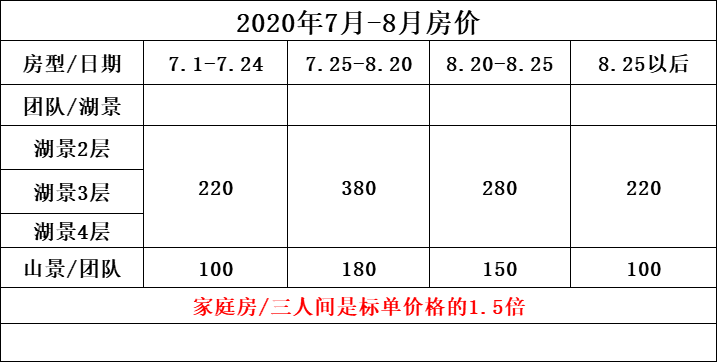 2020年7月-8月房价
房型/日期 7.1-7.24 7.25-8.20 8.20-8.25 8.25以后
团队/湖景
湖景2层
湖景3层 220 380 280 220
湖景4层
山景/团队 100 180 150 100
家庭房/三人间是标单价格的1.5倍